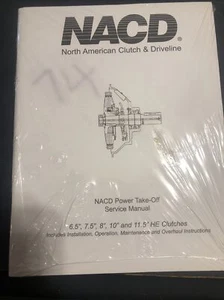 NACD®
North American Clutch & Driveline
74
NACD Power Take-Off
Service Manual
6.5", 7.5", 8", 10" and 11.5" HE Clutches
Includes Installation, Operation, Maintenance and Overhaul Instructions